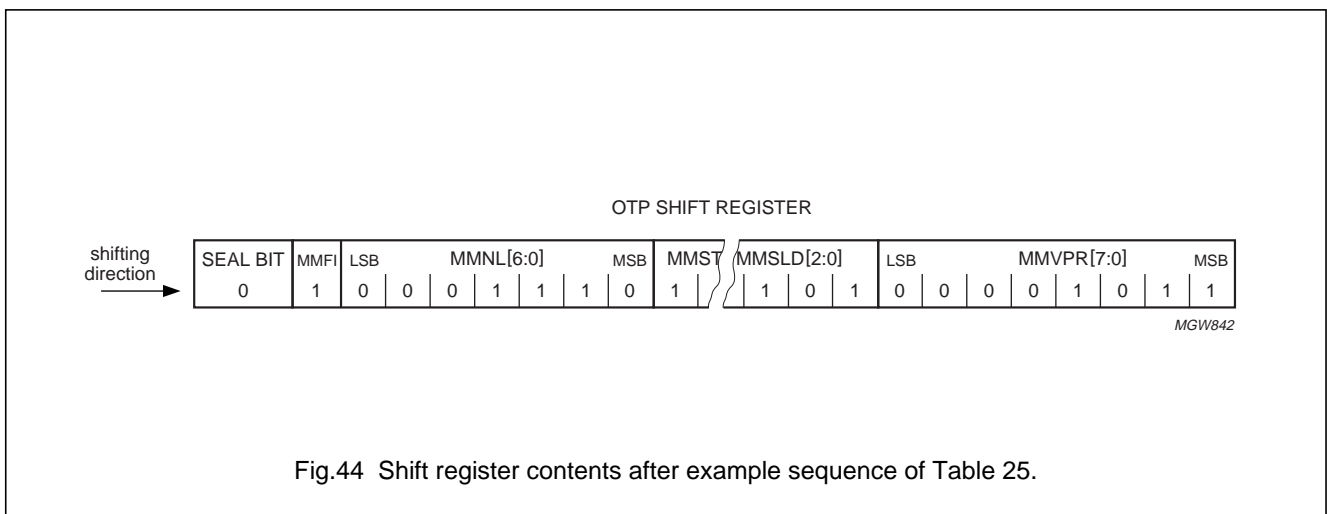 OTP SHIFT REGISTER
shifting direction
SEAL BIT MMFI LSB MMNL[6:0] MSB MMST MMSLD[2:0] LSB MMVPR[7:0] MSB
0 1 0 0 0 1 1 1 0 1 1 0 1 0 0 0 0 1 0 1 1
MGW842
Fig.44 Shift register contents after example sequence of Table 25.